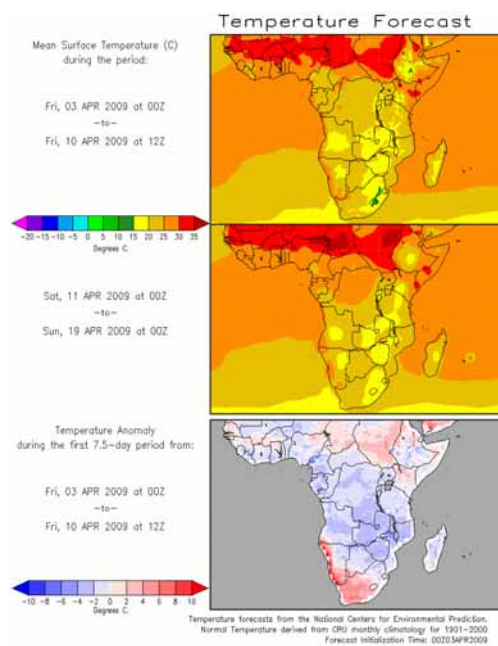 Temperature Forecast
Mean Surface Temperature (C)
during the period:
Fri, 03 APR 2009 at 00Z
-to-
Fri, 10 APR 2009 at 12Z
-20 -15 -10 -5 0 5 10 15 20 25 30 35
Degrees C.
Sat, 11 APR 2009 at 00Z
-to-
Sun, 19 APR 2009 at 00Z
Temperature Anomaly
during the first 7.5-day period from:
Fri, 03 APR 2009 at 00Z
-to-
Fri, 10 APR 2009 at 12Z
-10 -8 -6 -4 -2 0 2 4 6 8 10
Degrees C.
Temperature forecasts from the National Centers for Environmental Prediction.
Normal Temperature derived from CRU monthly climatology for 1901-2000
Forecast Initialization Time: 00Z03APR2009